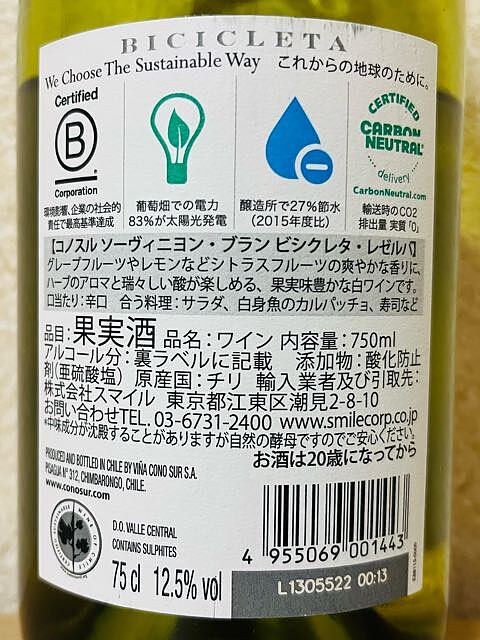 BICICLETA
We Choose The Sustainable Way これからの地球のために。
Certified
B
Corporation
環境影響、企業の社会的
責任で最高基準達成
葡萄畑での電力
83%が太陽光発電
醸造所で27%節水
(2015年度比)
CERTIFIED
CARBON
NEUTRAL®
delivery
CarbonNeutral.com
輸送時のCO2
排出量 実質「0」
【コノスル ソーヴィニヨン・ブラン ビシクレタ・レゼルバ】
グレープフルーツやレモンなどシトラスフルーツの爽やかな香りに、
ハーブのアロマと瑞々しい酸が楽しめる、果実味豊かな白ワインです。
口当たり:辛口 合う料理:サラダ、白身魚のカルパッチョ、寿司など
品目:果実酒 品名:ワイン 内容量:750ml
アルコール分:裏ラベルに記載 添加物:酸化防止
剤(亜硫酸塩) 原産国:チリ 輸入業者及び引取先:
株式会社スマイル 東京都江東区潮見2-8-10
お問い合わせTEL. 03-6731-2400 www.smilecorp.co.jp
*中味成分が沈殿することがありますが自然の酵母ですのでご安心ください。
お酒は20歳になってから
PRODUCED AND BOTTLED IN CHILE BY VIÑA CONO SUR S.A.
PIDAGUA N° 312, CHIMBARONGO, CHILE.
www.conosur.com
D.O. VALLE CENTRAL
CONTAINS SULPHITES
75 cl 12.5% vol
4 955069 001443
L1305522 00:13